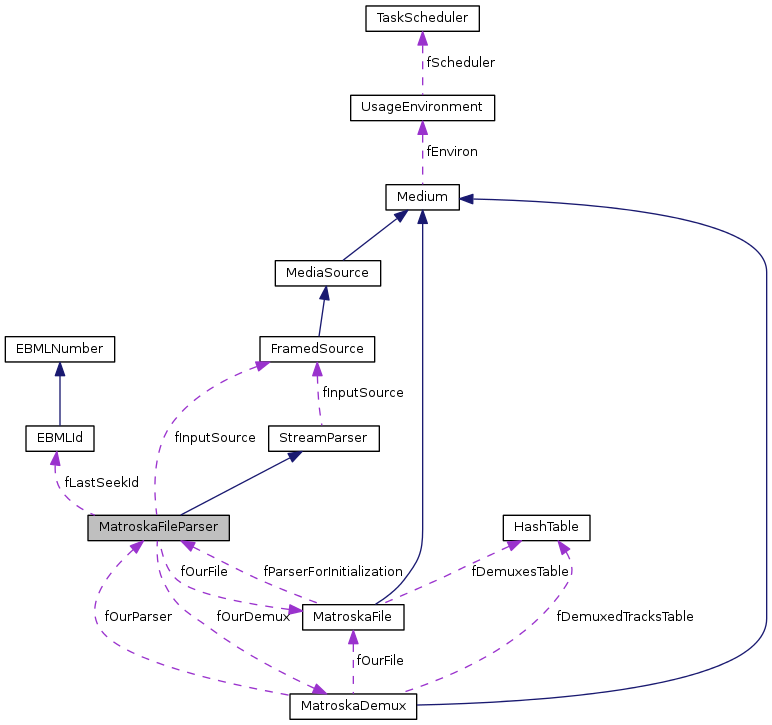 TaskScheduler
fScheduler
UsageEnvironment
fEnviron
Medium
MediaSource
EBMLNumber
FramedSource
fInputSource
EBMLId
fInputSource
StreamParser
fLastSeekId
MatroskaFileParser
HashTable
fOurFile
fParserForInitialization
fDemuxesTable
fOurParser
fOurDemux
MatroskaFile
fDemuxedTracksTable
fOurFile
MatroskaDemux